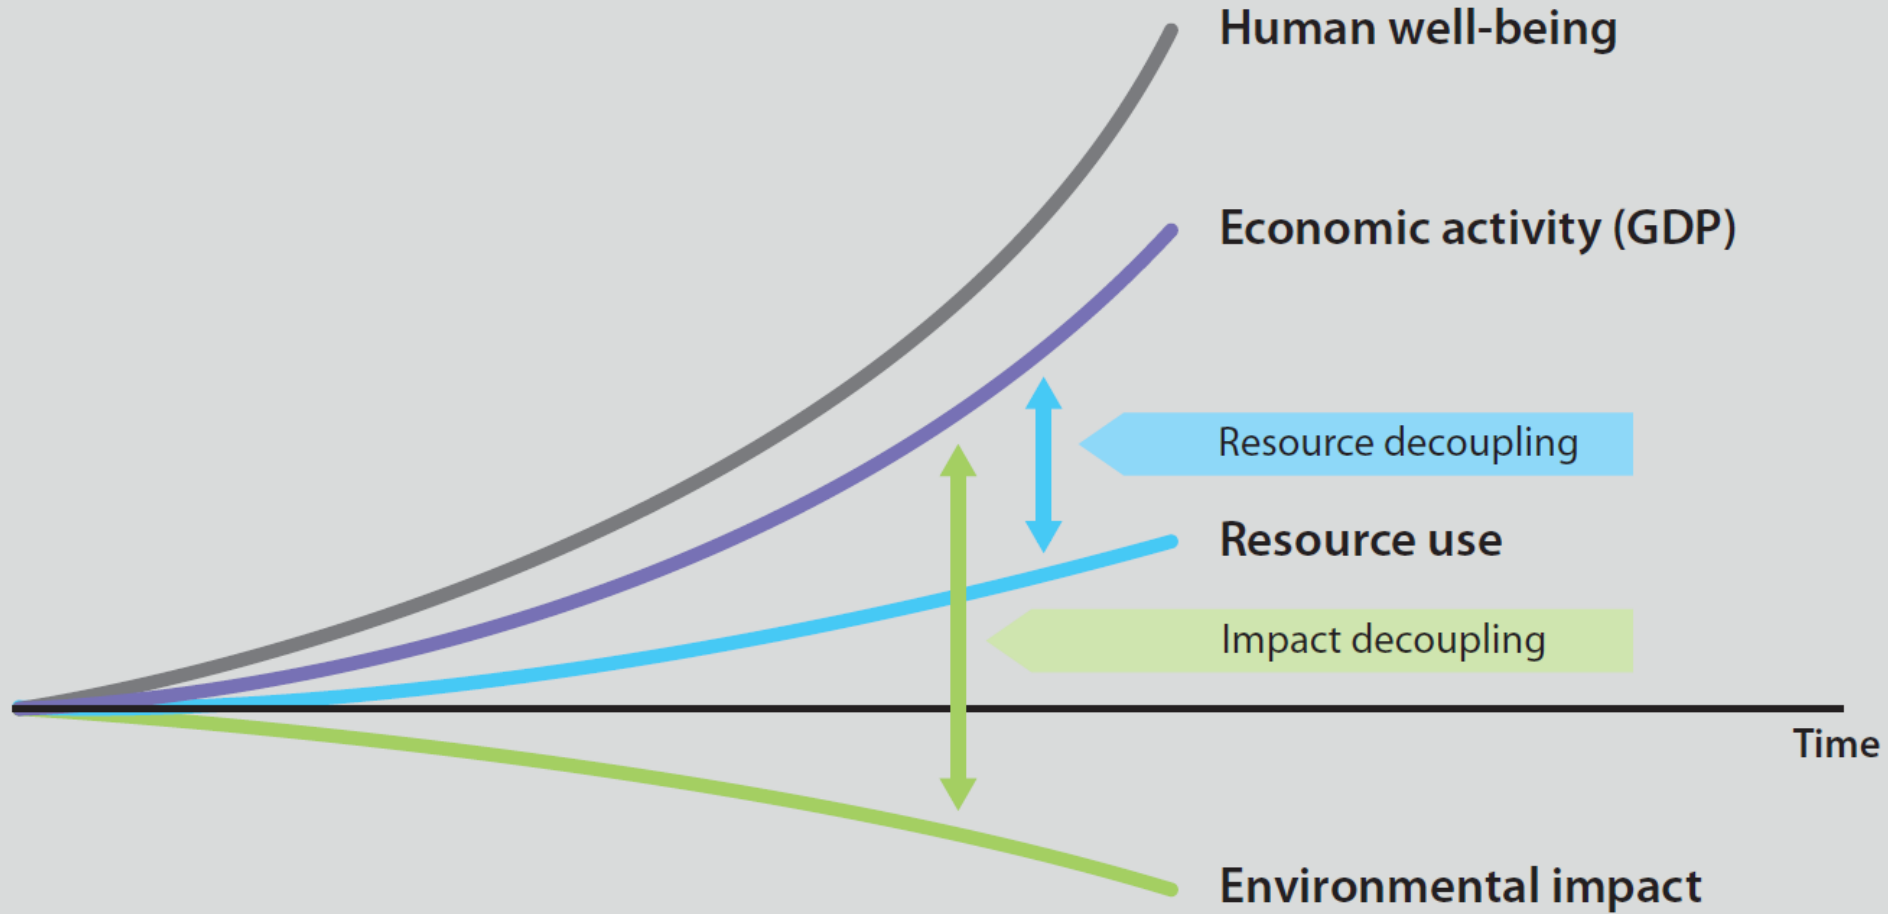 Human well-being
Economic activity (GDP)
Resource decoupling
Resource use
Impact decoupling
Time
Environmental impact